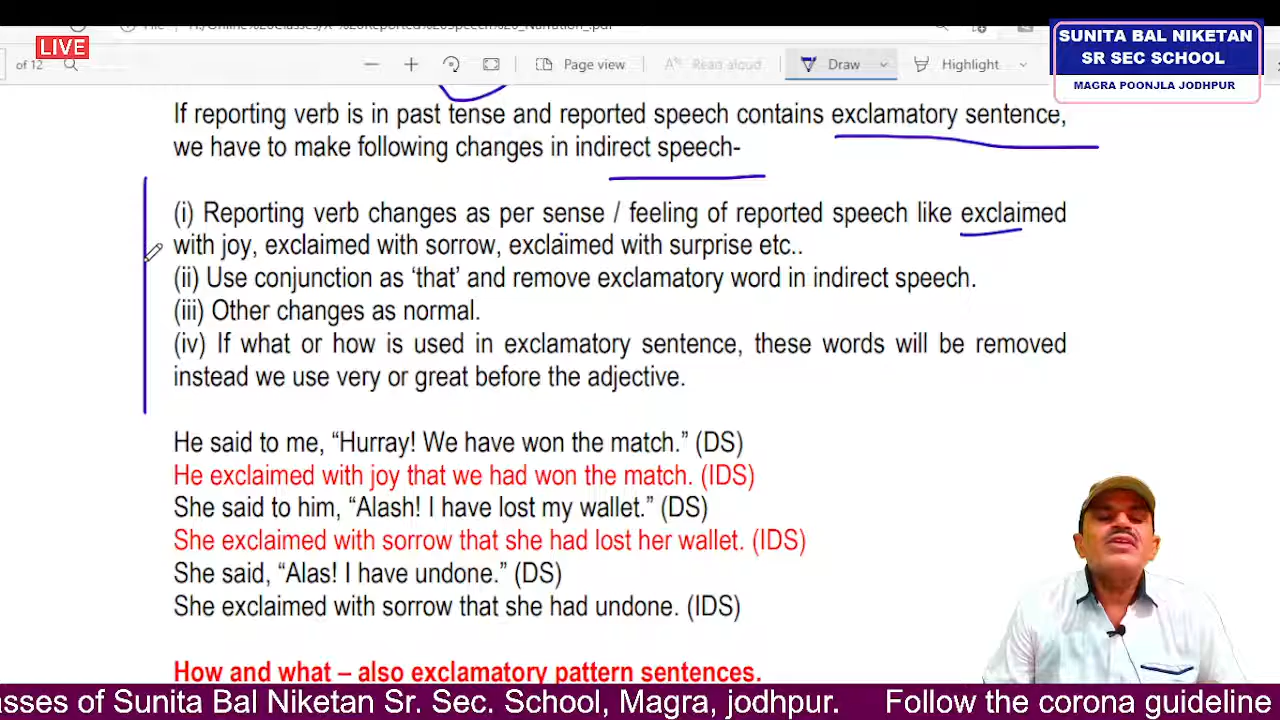 LIVE
SUNITA BAL NIKETAN
SR SEC SCHOOL
MAGRA POONJLA JODHPUR
of 12
Page view
Read aloud
Draw
Highlight
If reporting verb is in past tense and reported speech contains exclamatory sentence,
we have to make following changes in indirect speech-
(i) Reporting verb changes as per sense / feeling of reported speech like exclaimed
with joy, exclaimed with sorrow, exclaimed with surprise etc..
(ii) Use conjunction as ‘that’ and remove exclamatory word in indirect speech.
(iii) Other changes as normal.
(iv) If what or how is used in exclamatory sentence, these words will be removed
instead we use very or great before the adjective.
He said to me, “Hurray! We have won the match.” (DS)
He exclaimed with joy that we had won the match. (IDS)
She said to him, “Alash! I have lost my wallet.” (DS)
She exclaimed with sorrow that she had lost her wallet. (IDS)
She said, “Alas! I have undone.” (DS)
She exclaimed with sorrow that she had undone. (IDS)
How and what – also exclamatory pattern sentences.
asses of Sunita Bal Niketan Sr. Sec. School, Magra, jodhpur. Follow the corona guideline